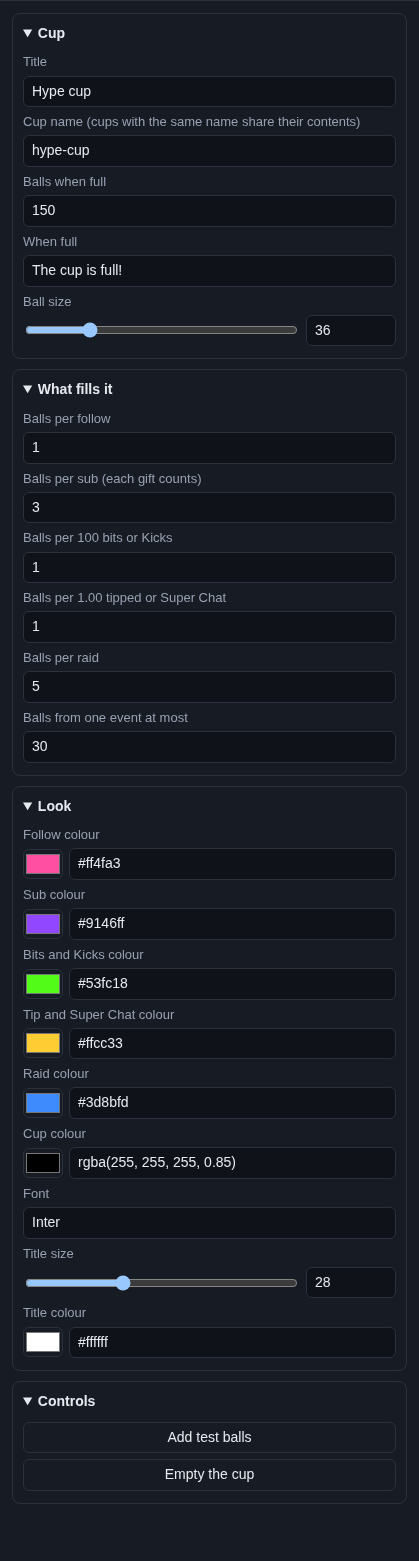 Cup
Title
Hype cup
Cup name (cups with the same name share their contents)
hype-cup
Balls when full
150
When full
The cup is full!
Ball size
36
What fills it
Balls per follow
1
Balls per sub (each gift counts)
3
Balls per 100 bits or Kicks
1
Balls per 1.00 tipped or Super Chat
1
Balls per raid
5
Balls from one event at most
30
Look
Follow colour
#ff4fa3
Sub colour
#9146ff
Bits and Kicks colour
#53fc18
Tip and Super Chat colour
#ffcc33
Raid colour
#3d8bfd
Cup colour
rgba(255, 255, 255, 0.85)
Font
Inter
Title size
28
Title colour
#ffffff
Controls
Add test balls
Empty the cup